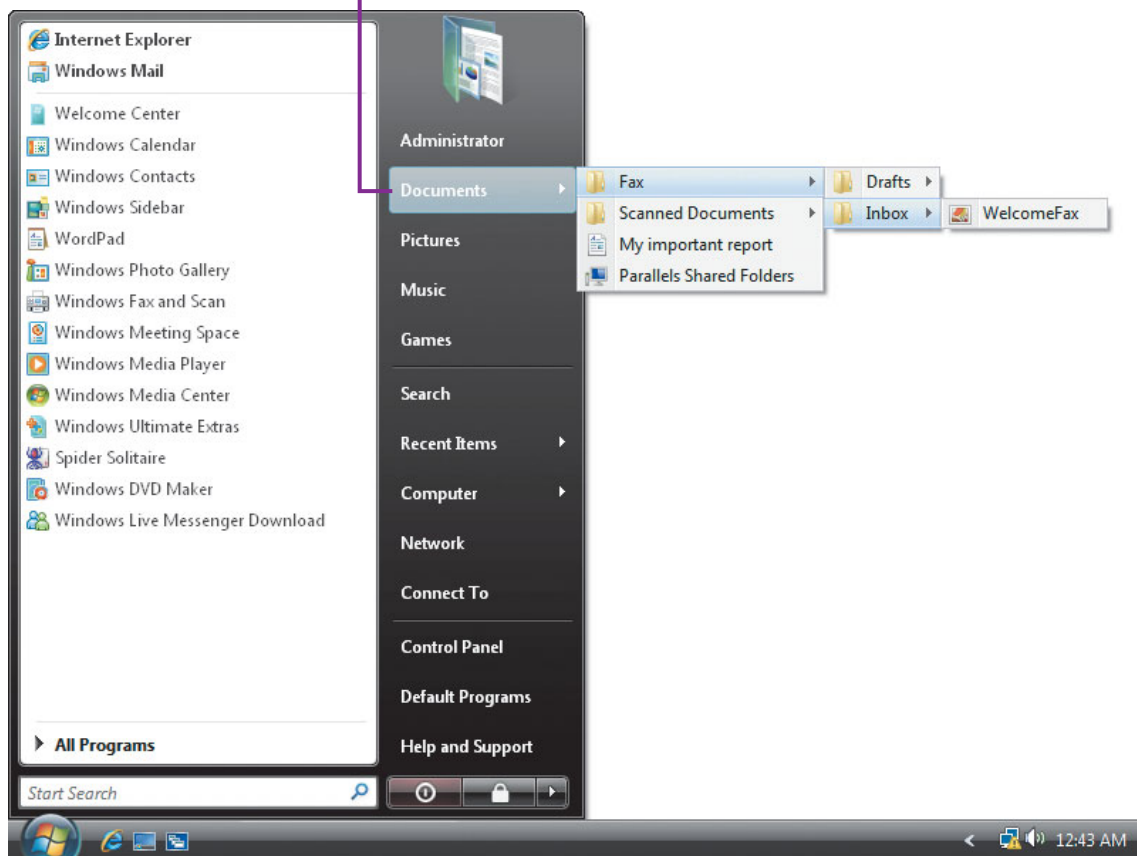 Internet Explorer
Windows Mail
Welcome Center
Windows Calendar
Windows Contacts
Windows Sidebar
WordPad
Windows Photo Gallery
Windows Fax and Scan
Windows Meeting Space
Windows Media Player
Windows Media Center
Windows Ultimate Extras
Spider Solitaire
Windows DVD Maker
Windows Live Messenger Download
All Programs
Start Search
Administrator
Documents
Pictures
Music
Games
Search
Recent Items
Computer
Network
Connect To
Control Panel
Default Programs
Help and Support
Fax
Scanned Documents
My important report
Parallels Shared Folders
Drafts
Inbox
WelcomeFax
12:43 AM